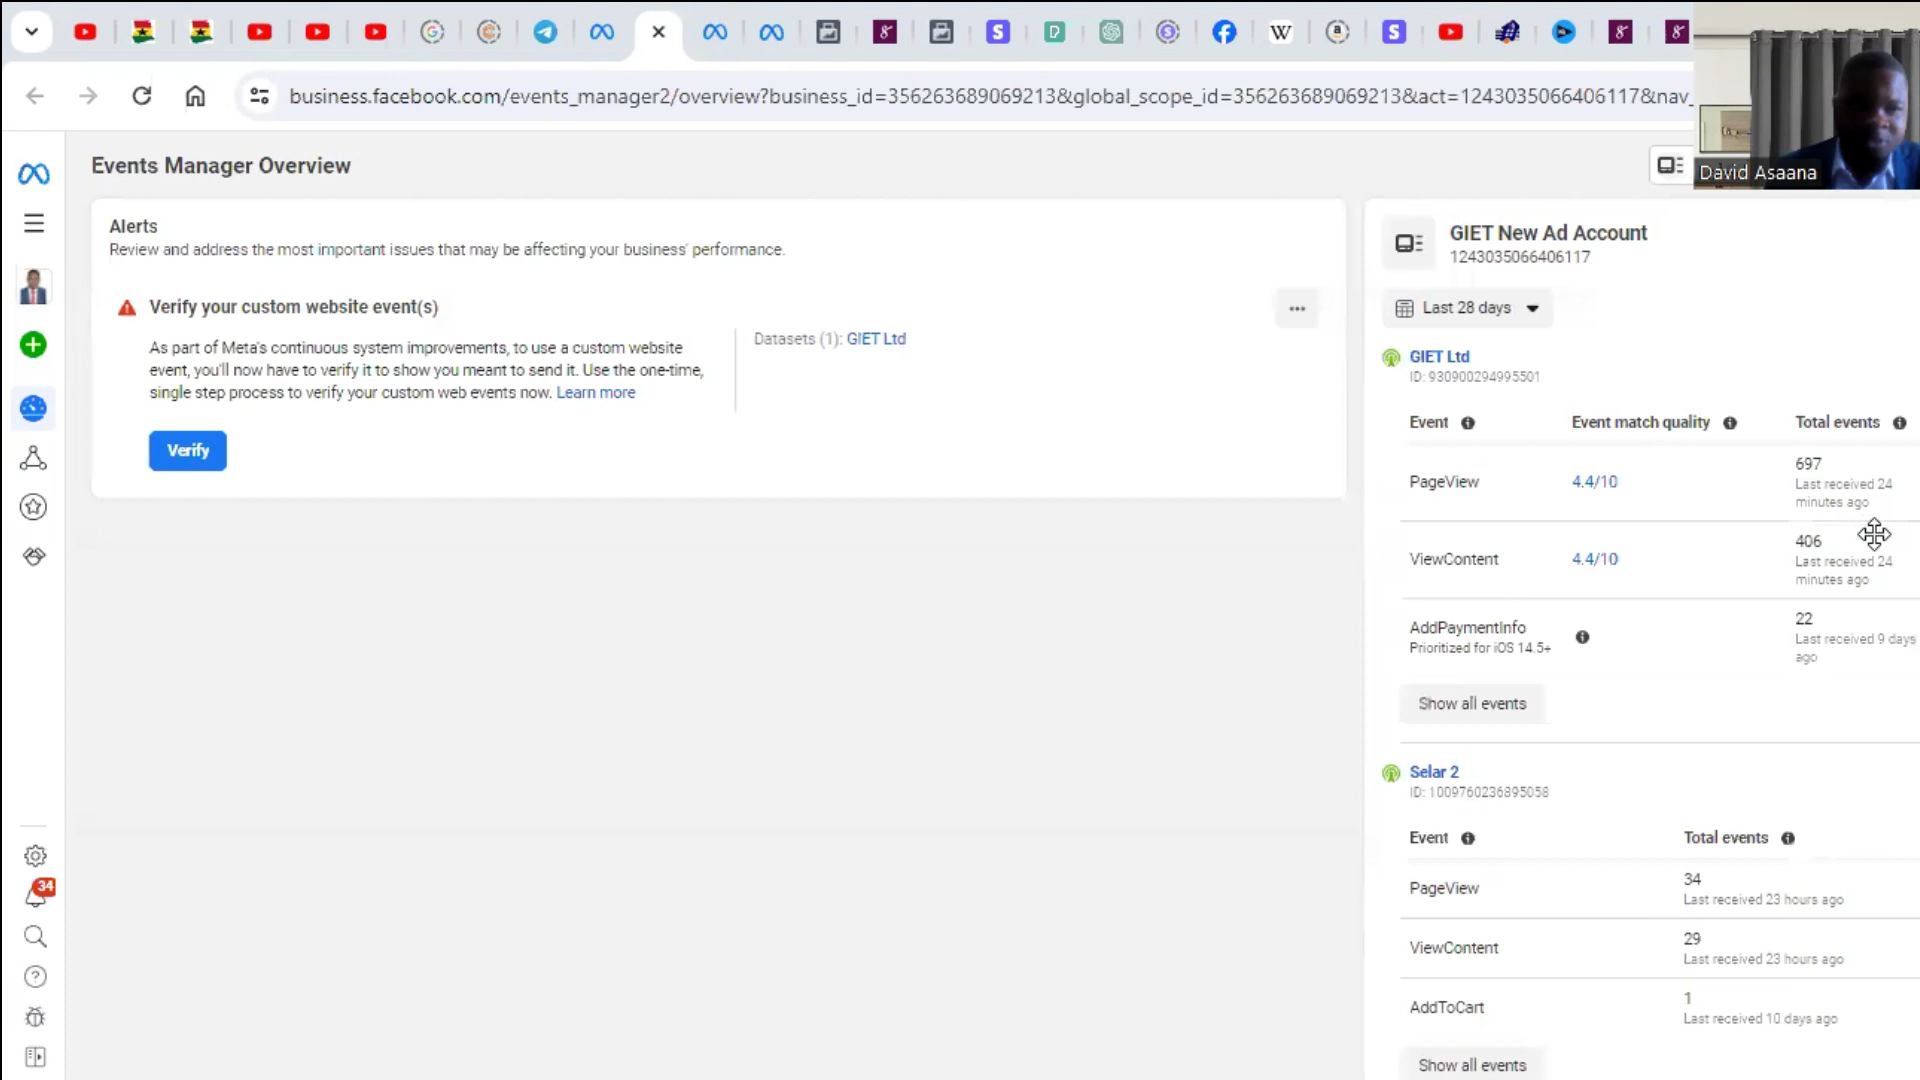 business.facebook.com/events_manager2/overview?business_id=356263689069213&global_scope_id=356263689069213&act=1243035066406117&nav_
David Asaana
Events Manager Overview
Alerts
Review and address the most important issues that may be affecting your business' performance.
Verify your custom website event(s)
As part of Meta's continuous system improvements, to use a custom website
event, you'll now have to verify it to show you meant to send it. Use the one-time,
single step process to verify your custom web events now. Learn more
Verify
Datasets (1): GIET Ltd
GIET New Ad Account
1243035066406117
Last 28 days
GIET Ltd
ID: 930900294995501
Event Event match quality Total events
PageView 4.4/10 697
Last received 24
minutes ago
ViewContent 4.4/10 406
Last received 24
minutes ago
AddPaymentInfo 22
Prioritized for iOS 14.5+ Last received 9 days
ago
Show all events
Selar 2
ID: 1009760236895058
Event Total events
PageView 34
Last received 23 hours ago
ViewContent 29
Last received 23 hours ago
AddToCart 1
Last received 10 days ago
Show all events
34